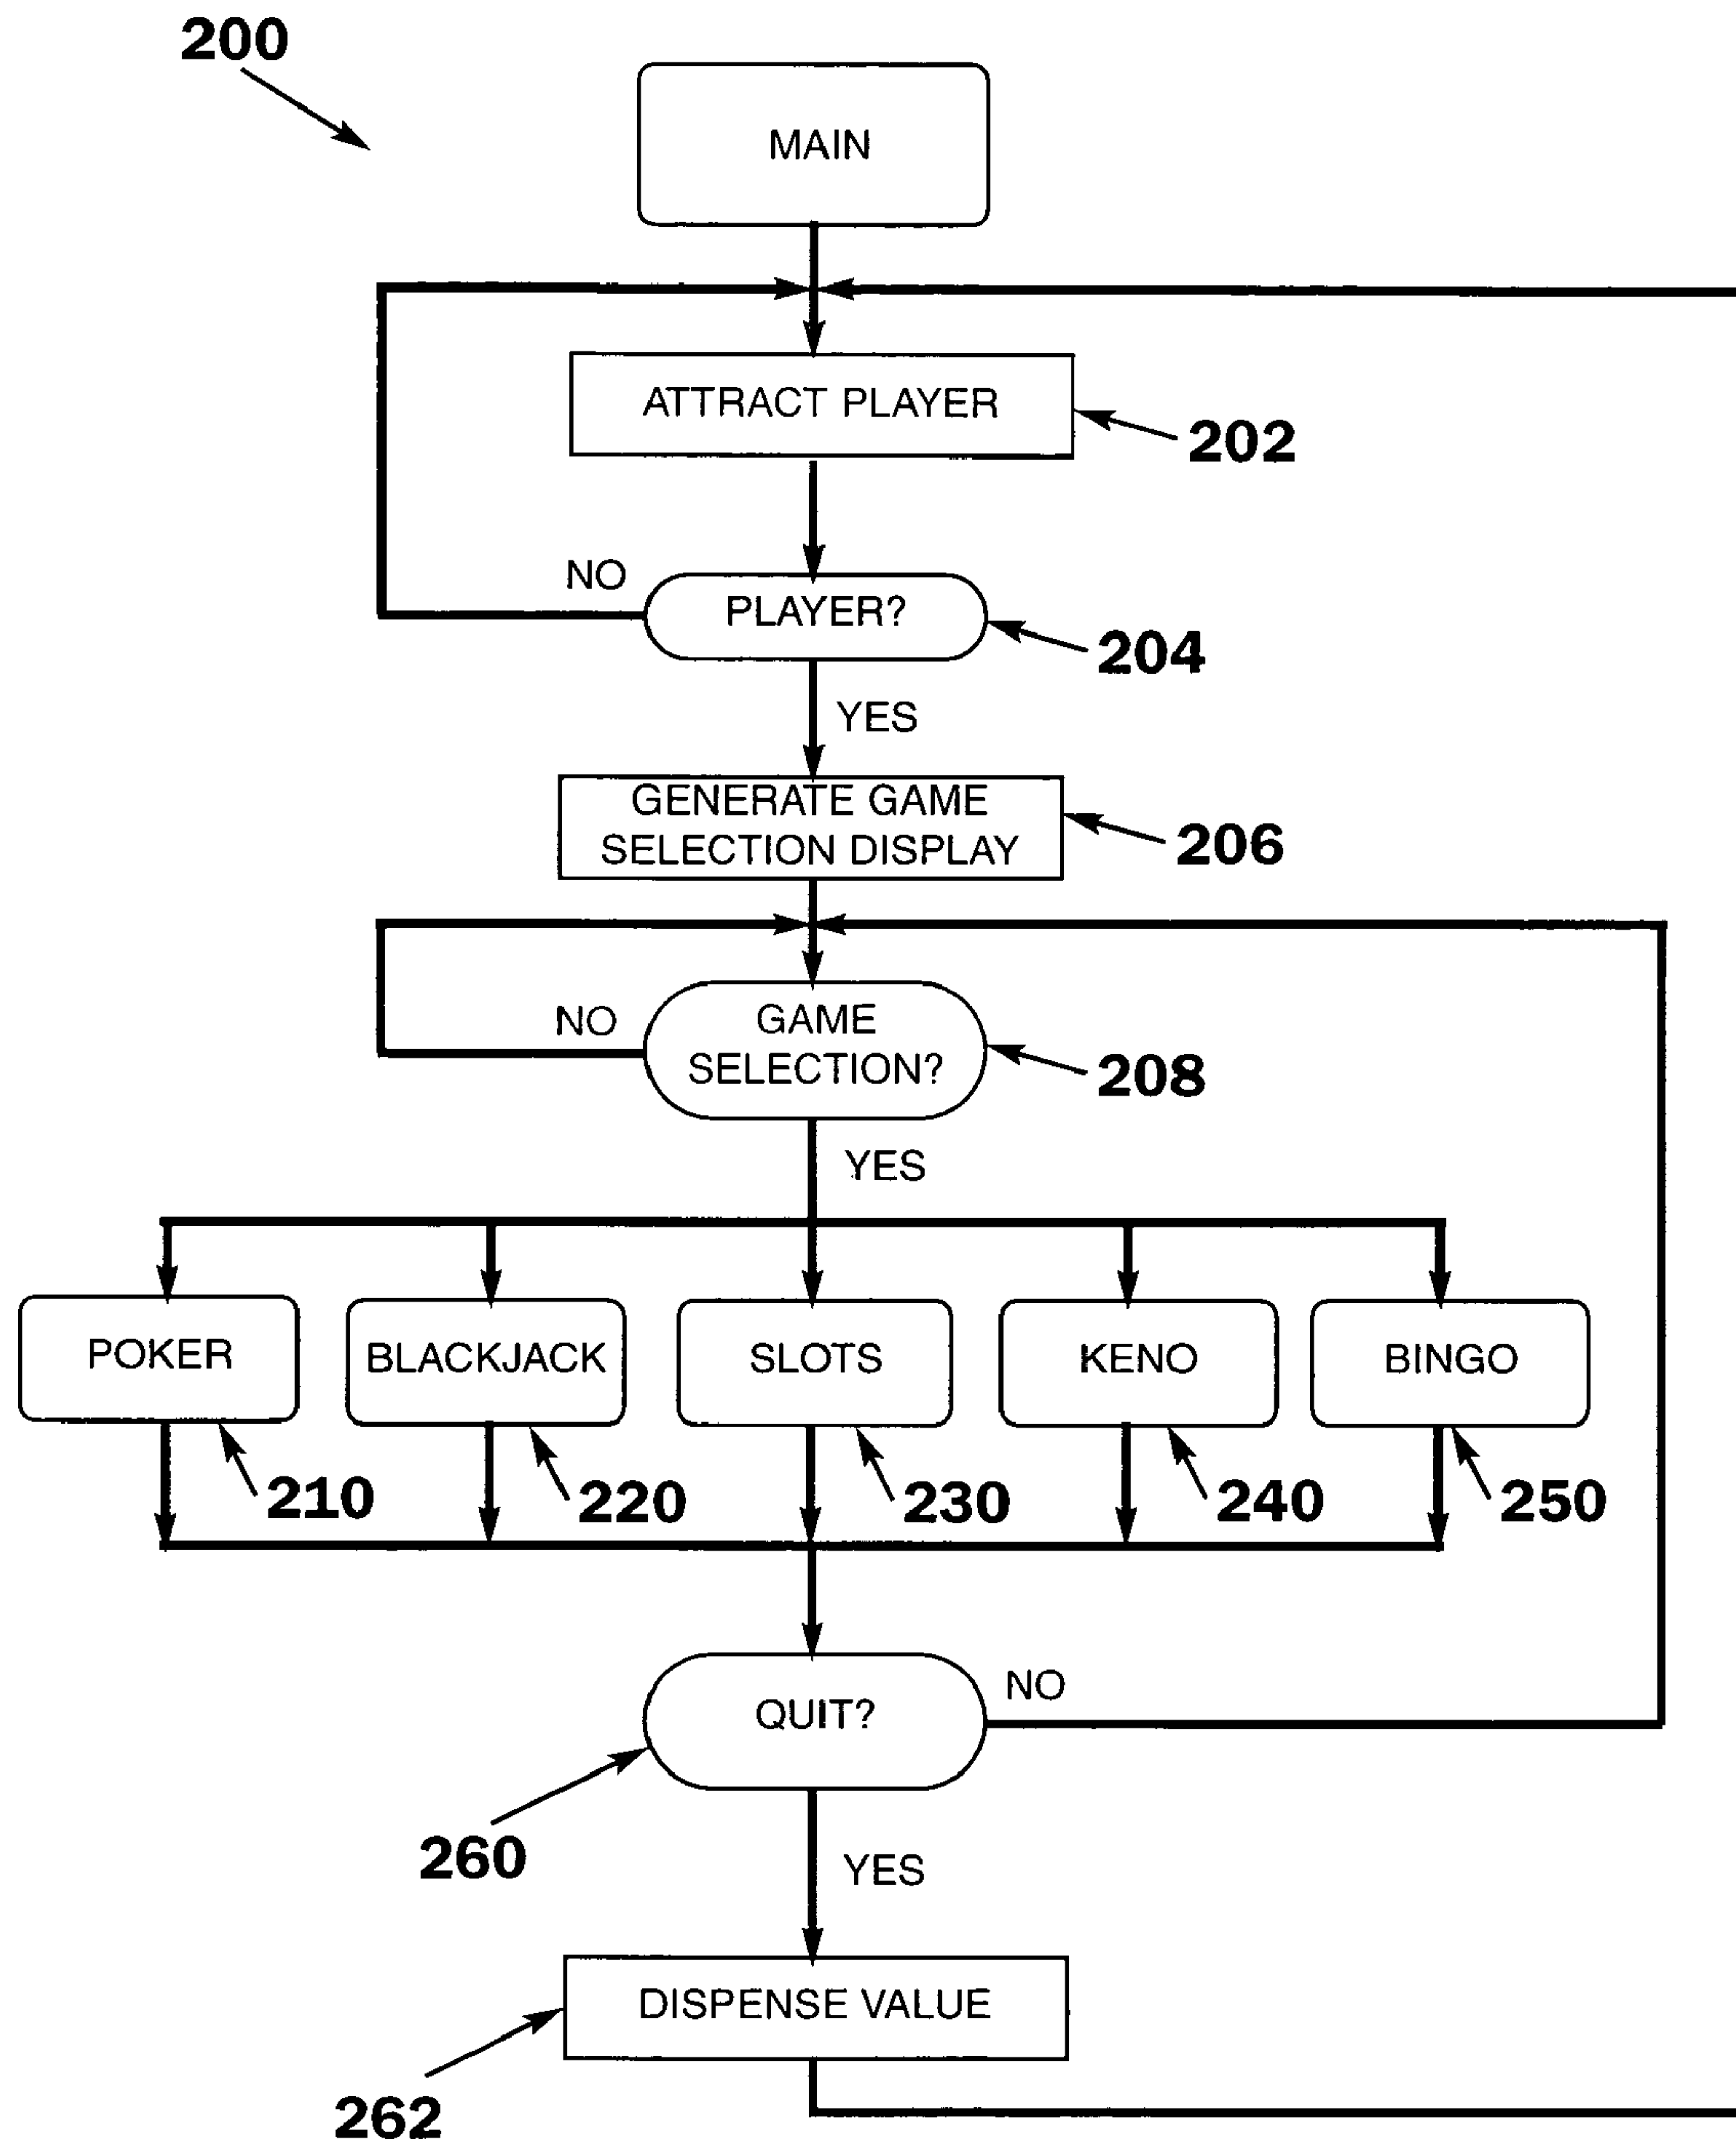 200
MAIN
ATTRACT PLAYER
202
NO
PLAYER?
204
YES
GENERATE GAME
SELECTION DISPLAY
206
NO
GAME
SELECTION?
208
YES
POKER
BLACKJACK
SLOTS
KENO
BINGO
210
220
230
240
250
QUIT?
NO
260
YES
DISPENSE VALUE
262